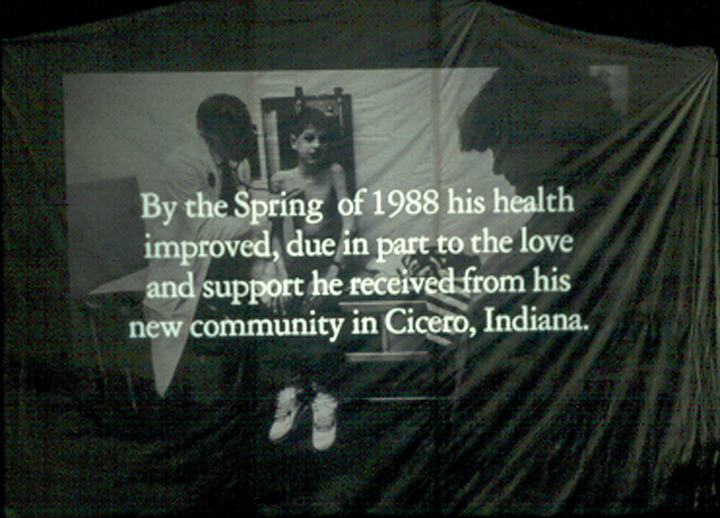 By the Spring of 1988 his health
improved, due in part to the love
and support he received from his
new community in Cicero, Indiana.